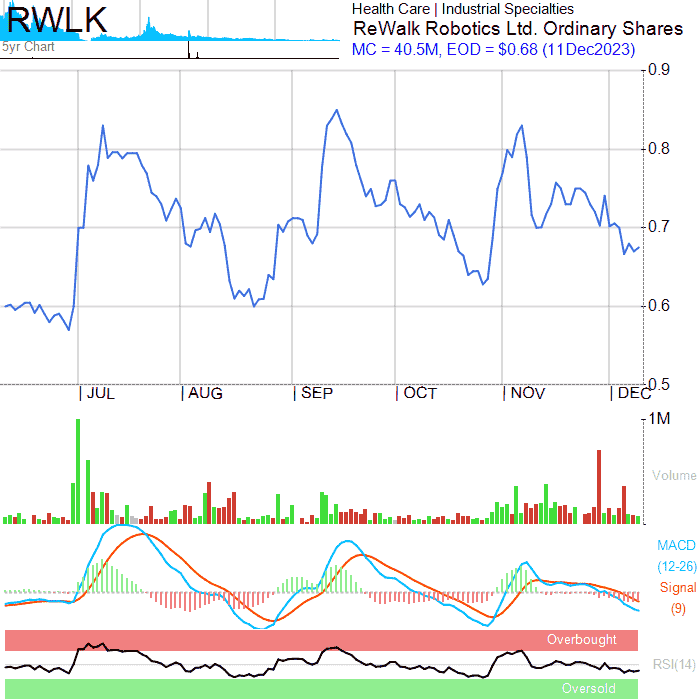 RWLK
5yr Chart
Health Care | Industrial Specialties
ReWalk Robotics Ltd. Ordinary Shares
MC = 40.5M, EOD = $0.68 (11Dec2023)
0.9
0.8
0.7
0.6
0.5
JUL AUG SEP OCT NOV DEC
1M
Volume
MACD
(12-26)
Signal
(9)
Overbought
RSI(14)
Oversold